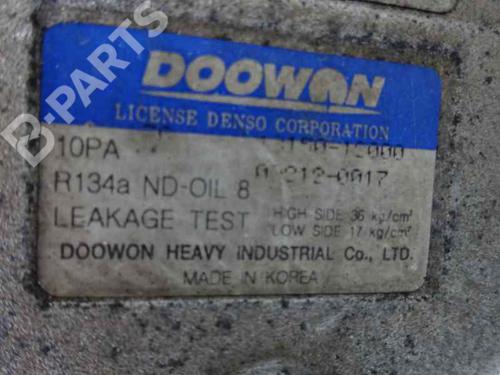 B-PARTS
DOOWON
LICENSE DENSO CORPORATION
10PA
R134a ND-OIL 8
LEAKAGE TEST HIGH SIDE 36 kg/cm²
LOW SIDE 17 kg/cm²
DOOWON HEAVY INDUSTRIAL Co., LTD.
MADE IN KOREA